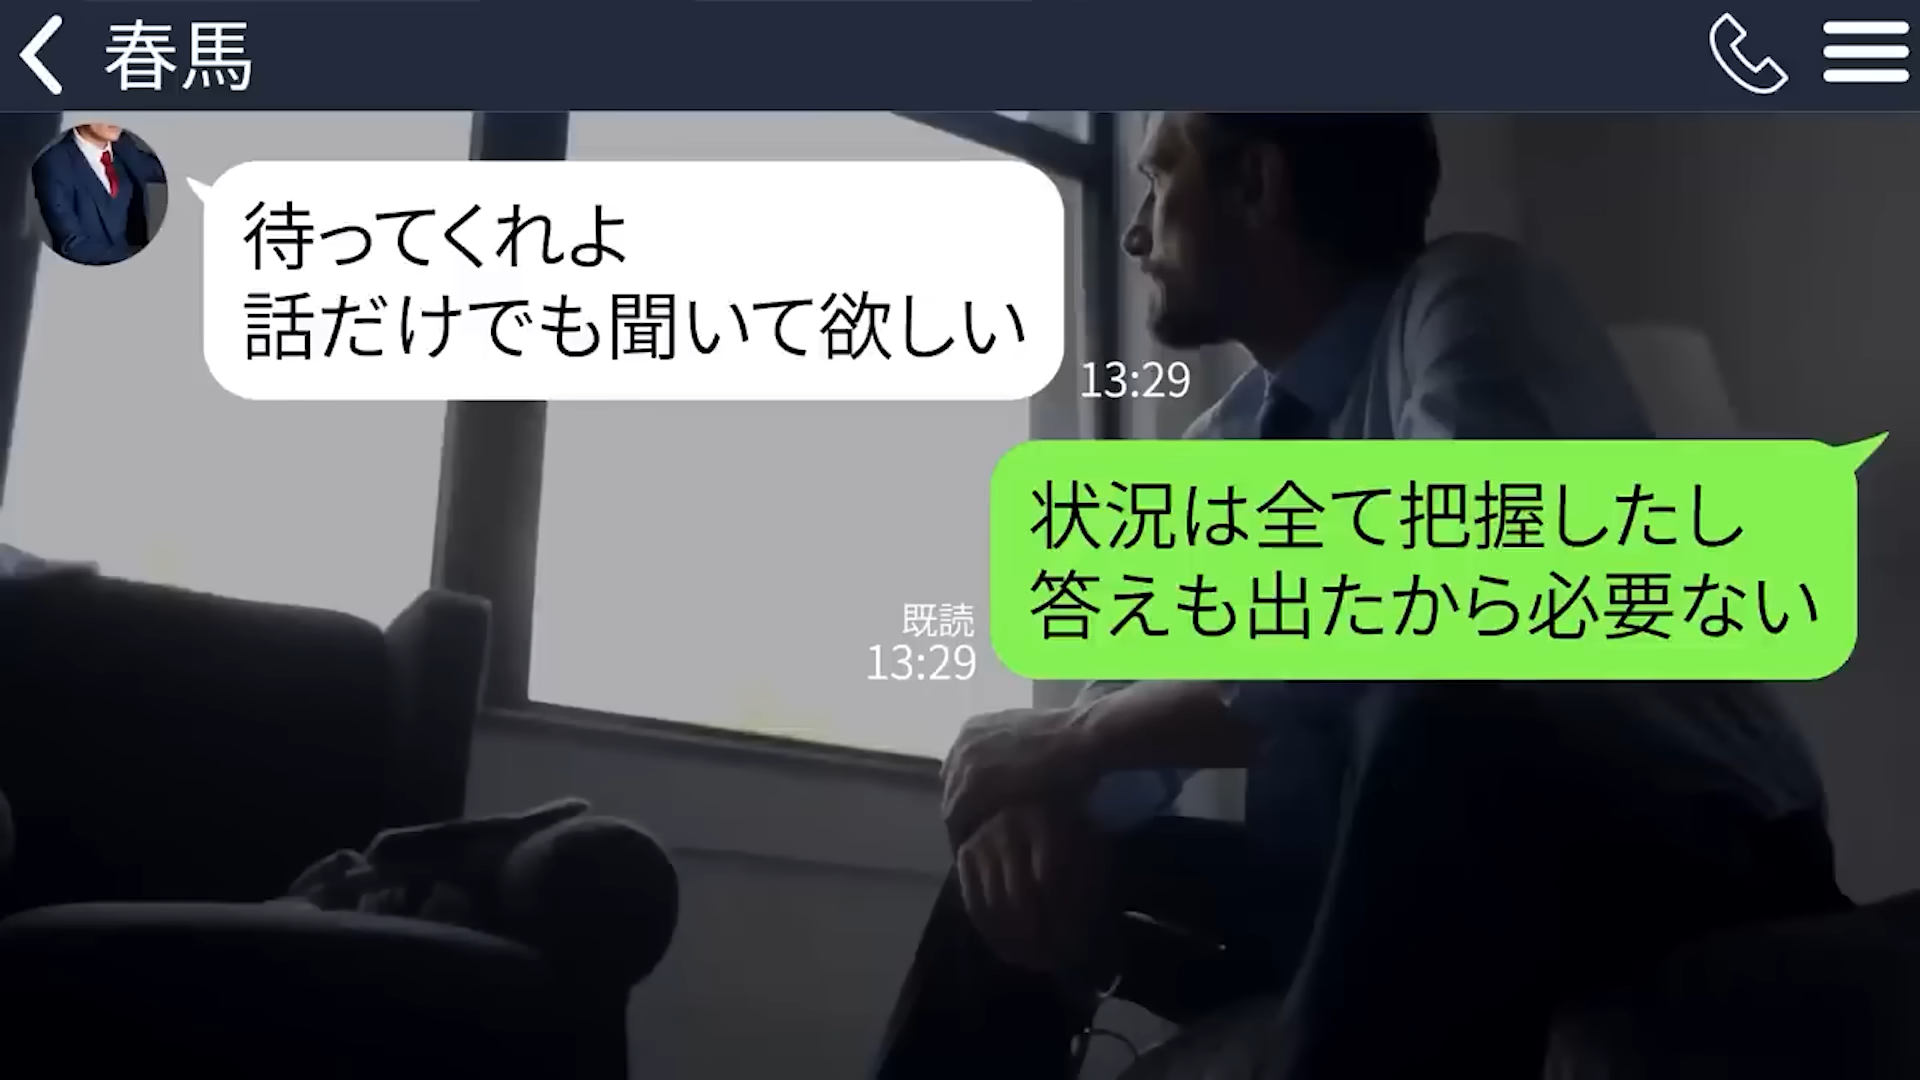 春馬
待ってくれよ
話だけでも聞いて欲しい
13:29
状況は全て把握したし
答えも出たから必要ない
既読
13:29